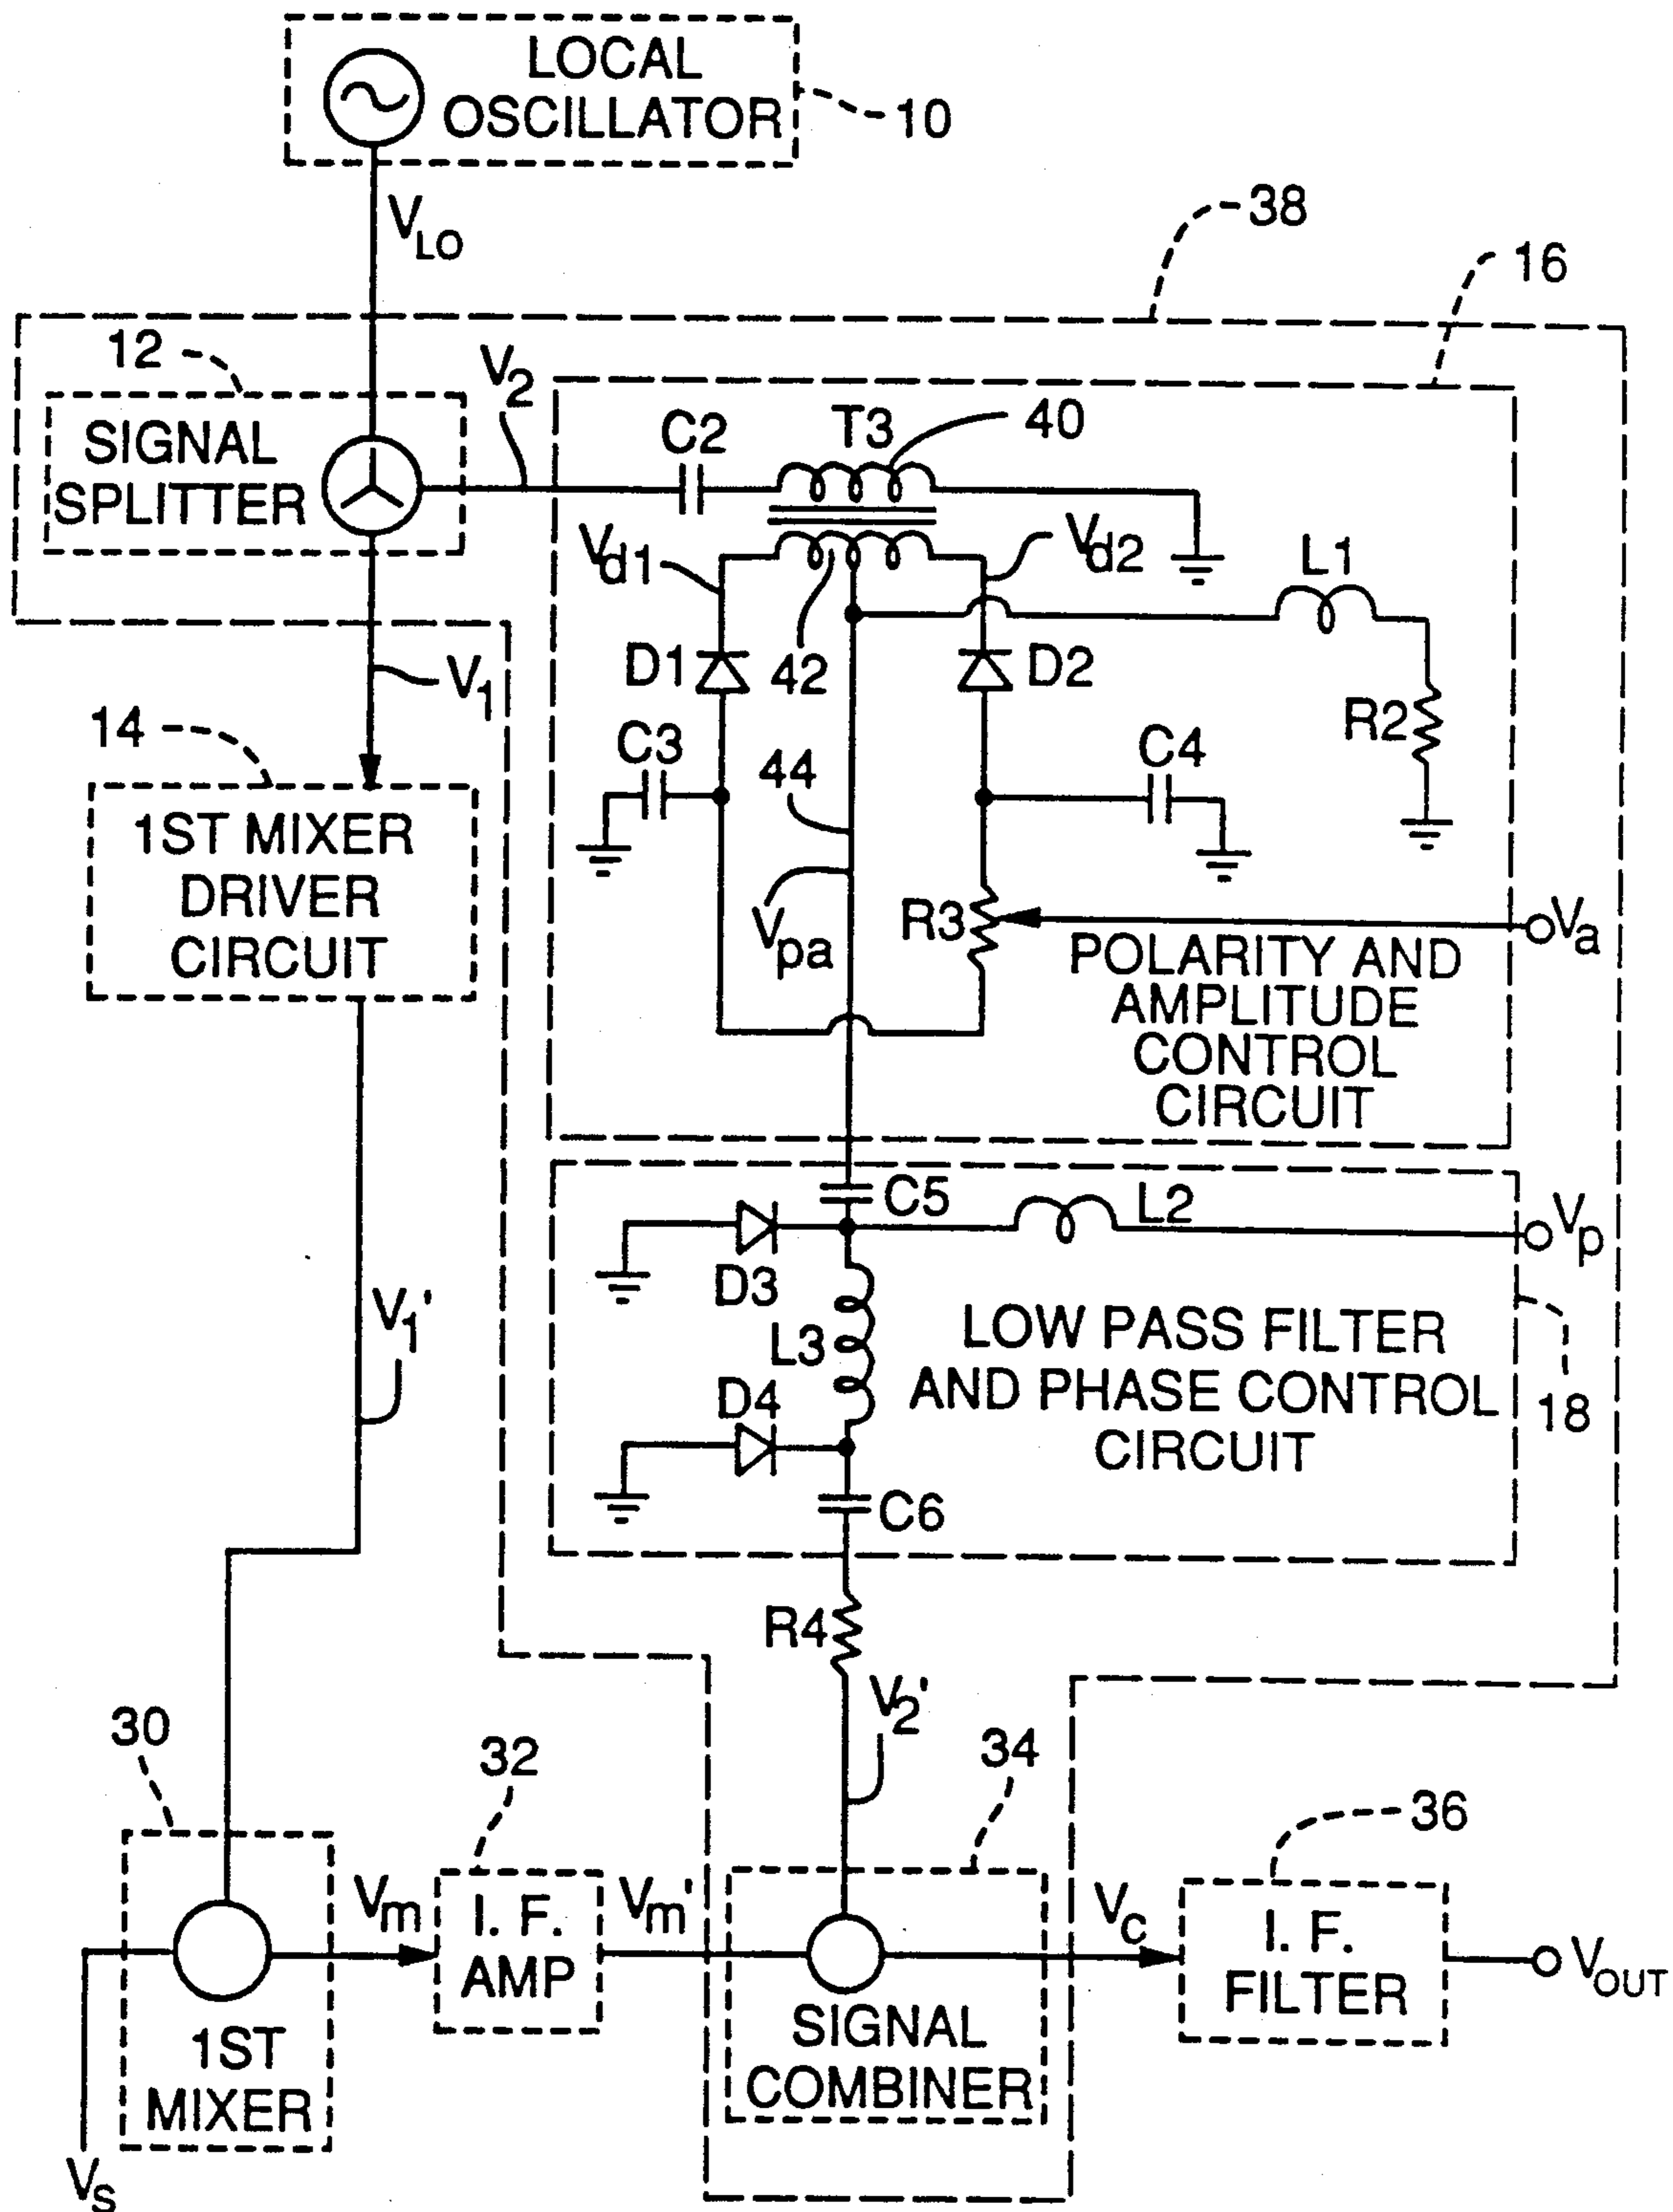 LOCAL
OSCILLATOR
10
VLO
38
16
12
V2
SIGNAL
SPLITTER
C2
T3
40
Vd1
Vd2
L1
42
D1
D2
R2
V1
14
C3
C4
44
1ST MIXER
DRIVER
CIRCUIT
Vpa
R3
Va
POLARITY AND
AMPLITUDE
CONTROL
CIRCUIT
C5
L2
Vp
D3
V1'
L3
LOW PASS FILTER
AND PHASE CONTROL
CIRCUIT
18
D4
C6
R4
V2'
30
32
34
36
Vm
I. F.
AMP
Vm'
Vc
I. F.
FILTER
VOUT
1ST
MIXER
SIGNAL
COMBINER
Vs